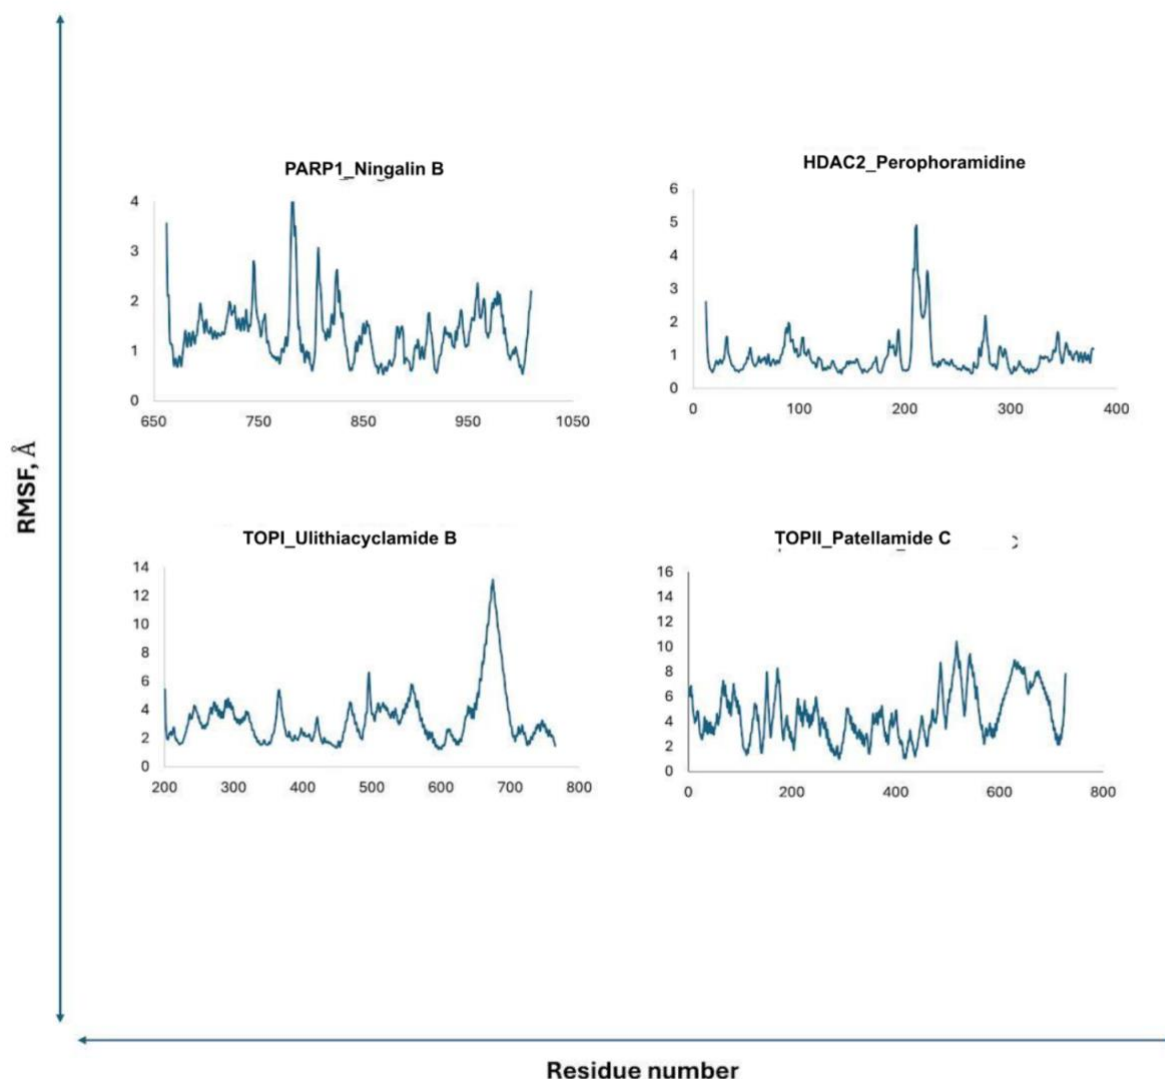 PARP1_Ningalin B
4
3
2
1
0
650 750 850 950 1050
HDAC2_Perophoramidine
6
5
4
3
2
1
0
0 100 200 300 400
RMSF, Å
TOPI_Ulithiacyclamide B
14
12
10
8
6
4
2
0
200 300 400 500 600 700 800
TOPII_Patellamide C
16
14
12
10
8
6
4
2
0
0 200 400 600 800
Residue number